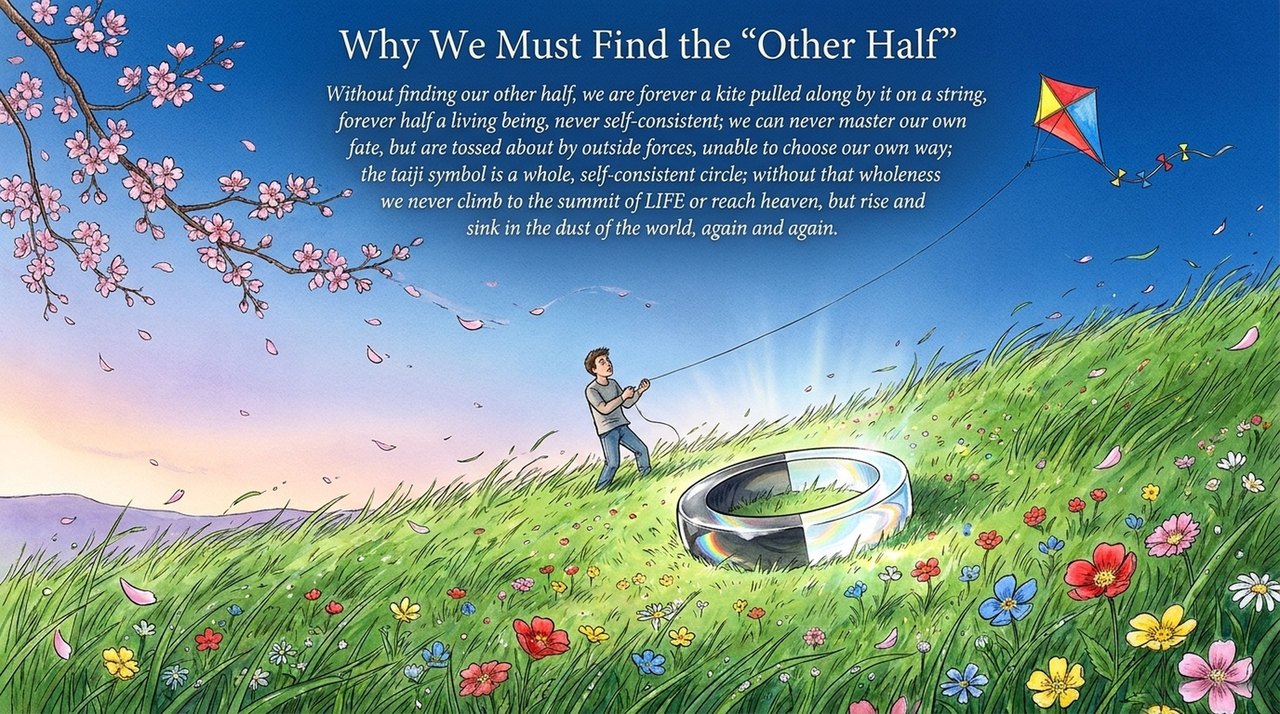 Why We Must Find the “Other Half”
Without finding our other half, we are forever a kite pulled along by it on a string,
forever half a living being, never self-consistent; we can never master our own
fate, but are tossed about by outside forces, unable to choose our own way;
the taiji symbol is a whole, self-consistent circle; without that wholeness
we never climb to the summit of LIFE or reach heaven, but rise and
sink in the dust of the world, again and again.